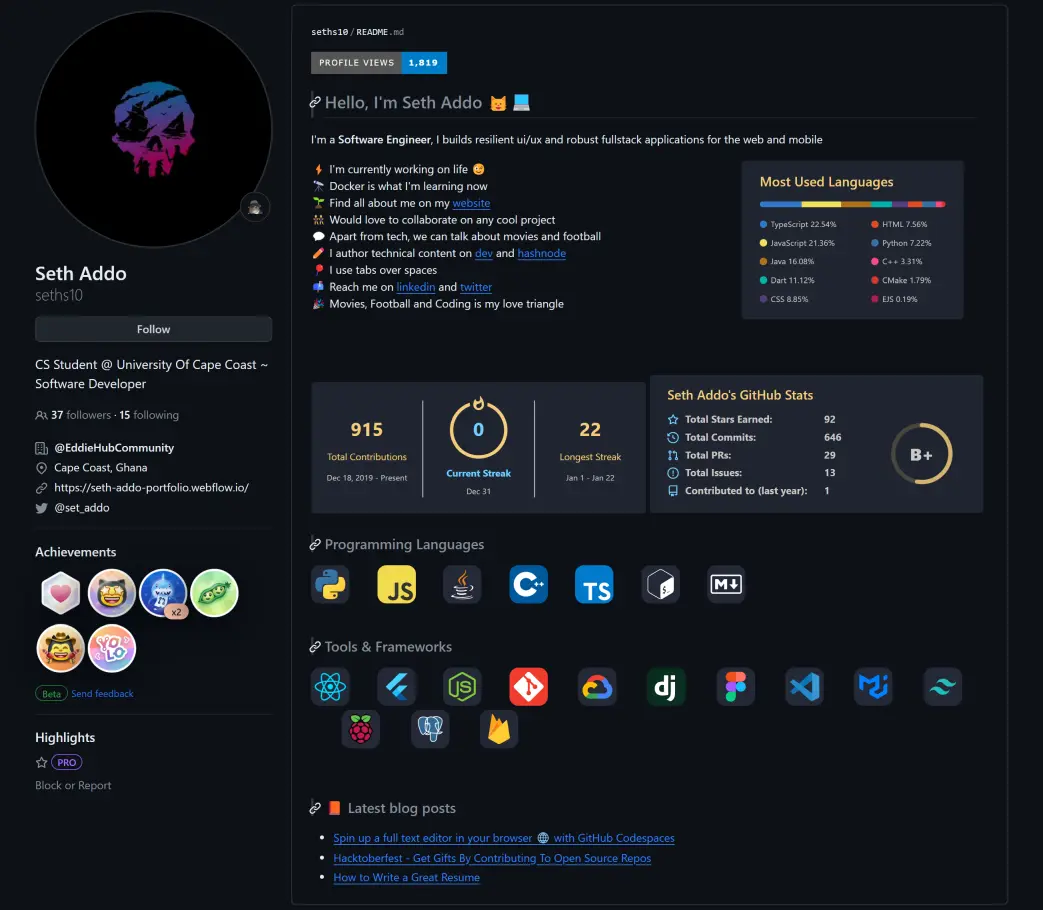 Seth Addo
seths10
Follow
CS Student @ University Of Cape Coast ~
Software Developer
37 followers · 15 following
@EddieHubCommunity
Cape Coast, Ghana
https://seth-addo-portfolio.webflow.io/
@set_addo
Achievements
x2
YOLO
Beta Send feedback
Highlights
PRO
Block or Report
seths10/README.md
PROFILE VIEWS 1,819
Hello, I'm Seth Addo 😺 💻
I'm a Software Engineer, I builds resilient ui/ux and robust fullstack applications for the web and mobile
⚡ I'm currently working on life 😉
🔭 Docker is what I'm learning now
🌱 Find all about me on my website
👯 Would love to collaborate on any cool project
💬 Apart from tech, we can talk about movies and football
🧨 I author technical content on dev and hashnode
🎈 I use tabs over spaces
📫 Reach me on linkedin and twitter
🎉 Movies, Football and Coding is my love triangle
Most Used Languages
TypeScript 22.54%
JavaScript 21.36%
Java 16.08%
Dart 11.12%
CSS 8.85%
HTML 7.56%
Python 7.22%
C++ 3.31%
CMake 1.79%
EJS 0.19%
915
Total Contributions
Dec 18, 2019 - Present
0
Current Streak
Dec 31
22
Longest Streak
Jan 1 - Jan 22
Seth Addo's GitHub Stats
Total Stars Earned: 92
Total Commits: 646
Total PRs: 29
Total Issues: 13
Contributed to (last year): 1
B+
Programming Languages
JS
C++
TS
$_
M
Tools & Frameworks
JS
dj
📙 Latest blog posts
Spin up a full text editor in your browser 🌐 with GitHub Codespaces
Hacktoberfest - Get Gifts By Contributing To Open Source Repos
How to Write a Great Resume